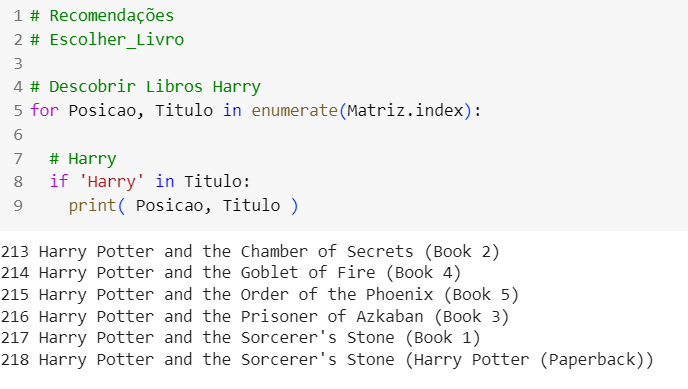 1 # Recomendações
2 # Escolher_Livro
3
4 # Descobrir Libros Harry
5 for Posicao, Titulo in enumerate(Matriz.index):
6
7   # Harry
8   if 'Harry' in Titulo:
9     print( Posicao, Titulo )
213 Harry Potter and the Chamber of Secrets (Book 2)
214 Harry Potter and the Goblet of Fire (Book 4)
215 Harry Potter and the Order of the Phoenix (Book 5)
216 Harry Potter and the Prisoner of Azkaban (Book 3)
217 Harry Potter and the Sorcerer's Stone (Book 1)
218 Harry Potter and the Sorcerer's Stone (Harry Potter (Paperback))